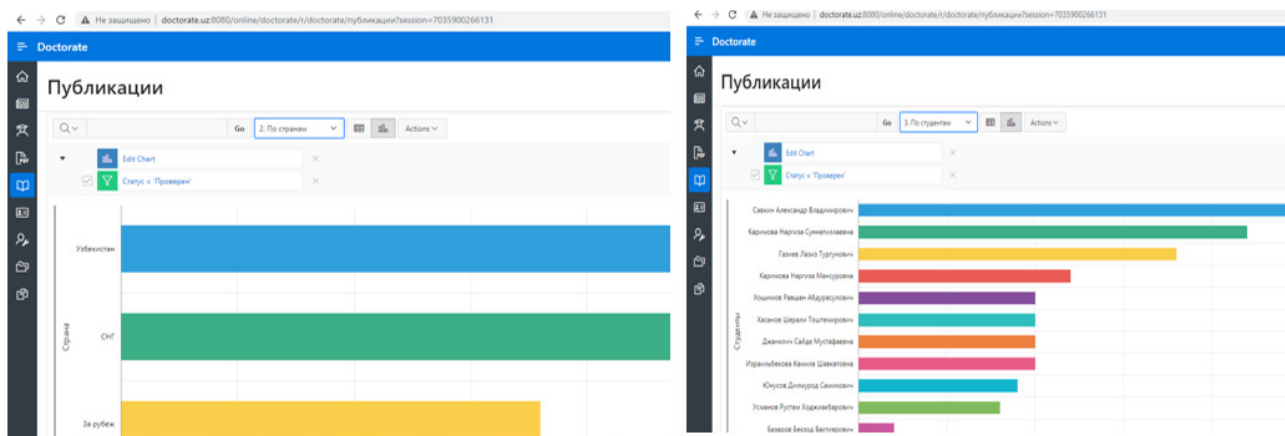 Не защищено | doctorate.uz:8080/online/doctorate/r/doctorate/публикации?session=7035900266131
Doctorate
Публикации
Go 2. По странам Actions
Edit Chart
Статус = 'Проверен'
Узбекистан
СНГ
За рубеж
Страна
Не защищено | doctorate.uz:8080/online/doctorate/r/doctorate/публикации?session=7035900266131
Doctorate
Публикации
Go 3. По студентам Actions
Edit Chart
Статус = 'Проверен'
Савкин Александр Владимирович
Каримова Наргиза Сунматиллаевна
Газиев Лазиз Тургунович
Каримова Наргиза Мансуровна
Хошимов Равшан Абдурасулович
Хасанов Шерали Тоштемирович
Джанклич Сайде Мустафаевна
Израильбекова Камила Шавкатовна
Юнусов Дилмурод Саминович
Усманов Рустам Ходжиакбарович
Базаров Бекзод Бахтиярович
Студенты